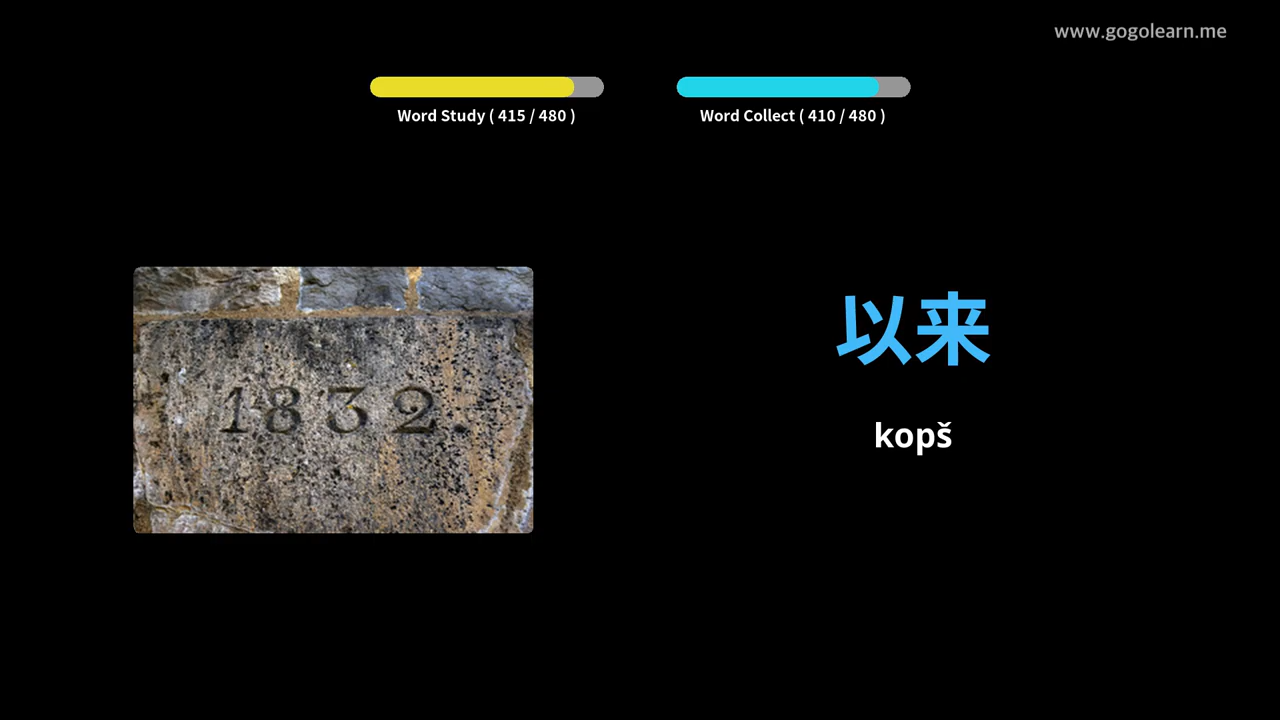 www.gogolearn.me
Word Study ( 415 / 480 )
Word Collect ( 410 / 480 )
1832.
以来
kopš